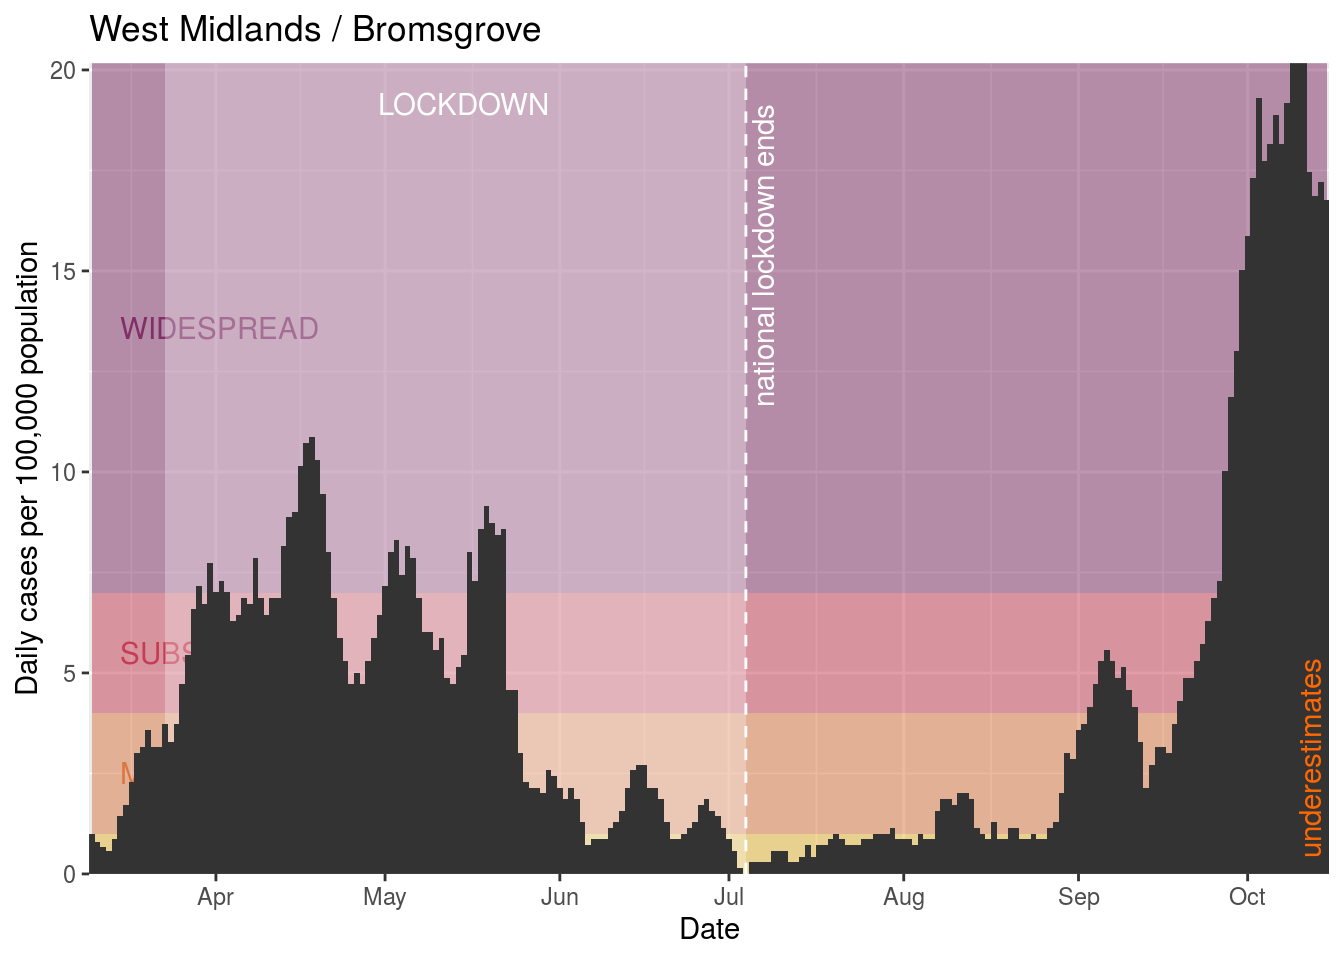 West Midlands / Bromsgrove
20
15
10
5
0
Daily cases per 100,000 population
LOCKDOWN
national lockdown ends
WIDESPREAD
underestimates
Apr
May
Jun
Jul
Aug
Sep
Oct
Date